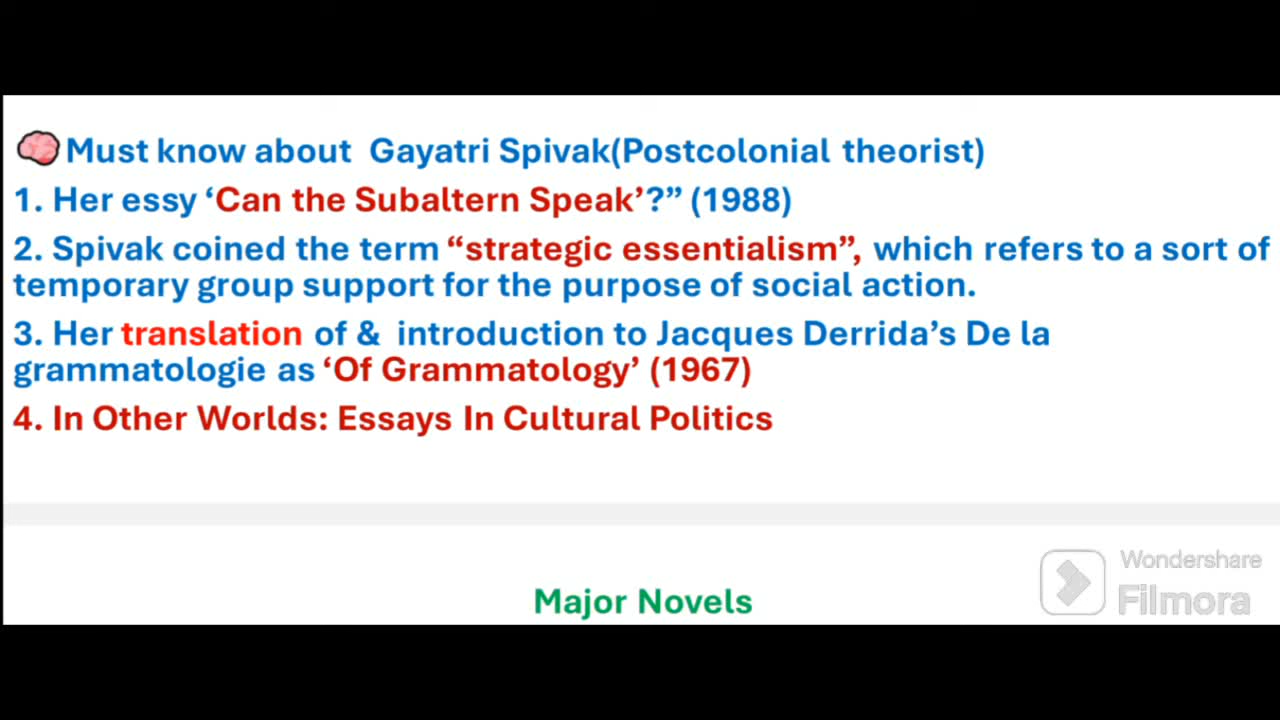 Must know about Gayatri Spivak(Postcolonial theorist)
1. Her essy ‘Can the Subaltern Speak’?” (1988)
2. Spivak coined the term “strategic essentialism”, which refers to a sort of
temporary group support for the purpose of social action.
3. Her translation of & introduction to Jacques Derrida’s De la
grammatologie as ‘Of Grammatology’ (1967)
4. In Other Worlds: Essays In Cultural Politics
Wondershare
Filmora
Major Novels